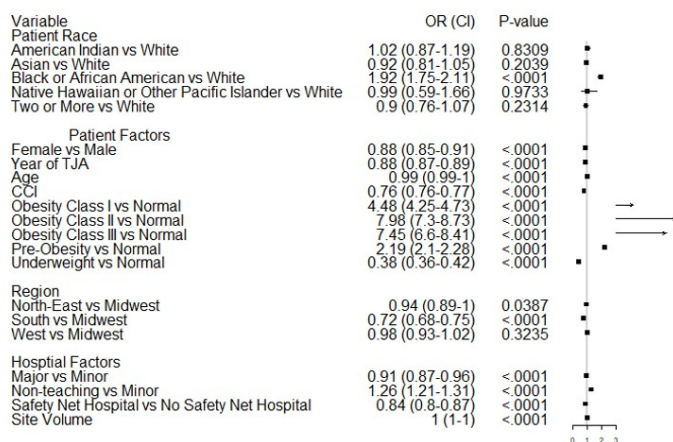 Variable OR (CI) P-value
Patient Race
American Indian vs White 1.02 (0.87-1.19) 0.8309
Asian vs White 0.92 (0.81-1.05) 0.2039
Black or African American vs White 1.92 (1.75-2.11) <.0001
Native Hawaiian or Other Pacific Islander vs White 0.99 (0.59-1.66) 0.9733
Two or More vs White 0.9 (0.76-1.07) 0.2314
Patient Factors
Female vs Male 0.88 (0.85-0.91) <.0001
Year of TJA 0.88 (0.87-0.89) <.0001
Age 0.99 (0.99-1) <.0001
CCI 0.76 (0.76-0.77) <.0001
Obesity Class I vs Normal 4.48 (4.25-4.73) <.0001
Obesity Class II vs Normal 7.98 (7.3-8.73) <.0001
Obesity Class III vs Normal 7.45 (6.6-8.41) <.0001
Pre-Obesity vs Normal 2.19 (2.1-2.28) <.0001
Underweight vs Normal 0.38 (0.36-0.42) <.0001
Region
North-East vs Midwest 0.94 (0.89-1) 0.0387
South vs Midwest 0.72 (0.68-0.75) <.0001
West vs Midwest 0.98 (0.93-1.02) 0.3235
Hosptial Factors
Major vs Minor 0.91 (0.87-0.96) <.0001
Non-teaching vs Minor 1.26 (1.21-1.31) <.0001
Safety Net Hospital vs No Safety Net Hospital 0.84 (0.8-0.87) <.0001
Site Volume 1 (1-1) <.0001
0 1 2 3